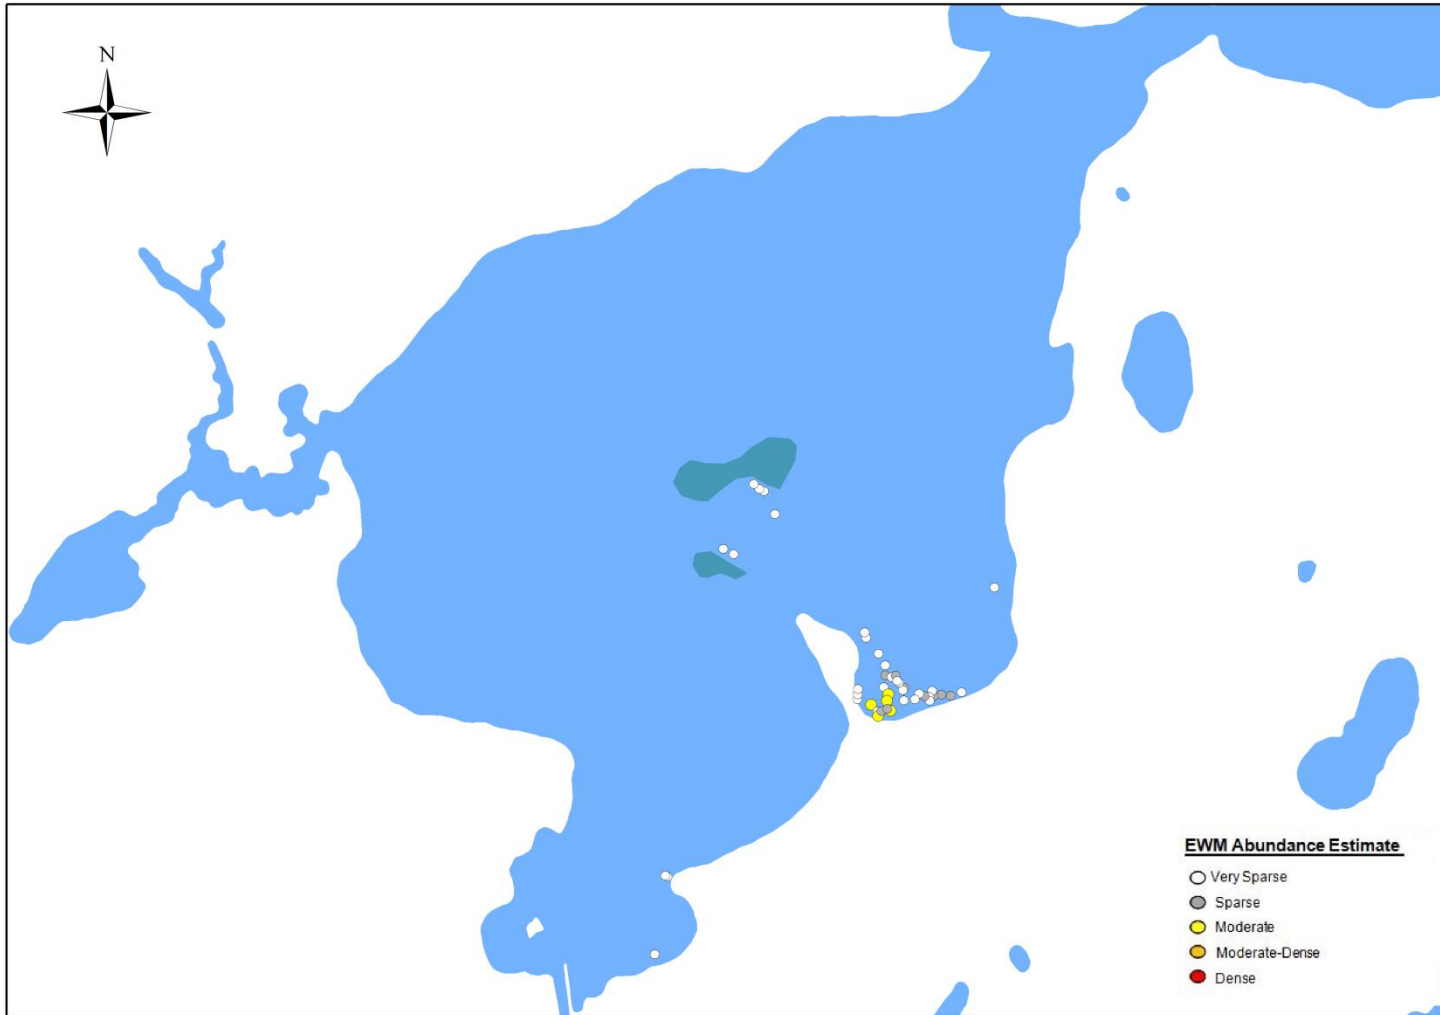 N
EWM Abundance Estimate
Very Sparse
Sparse
Moderate
Moderate-Dense
Dense